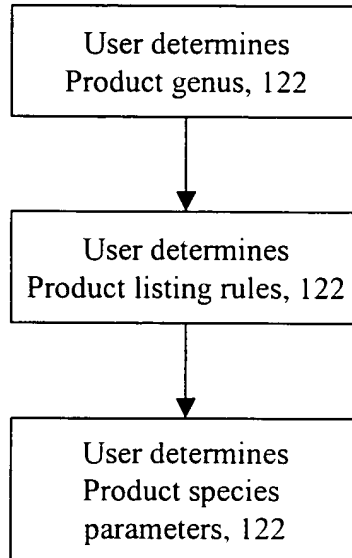 User determines
Product genus, 122
User determines
Product listing rules, 122
User determines
Product species
parameters, 122